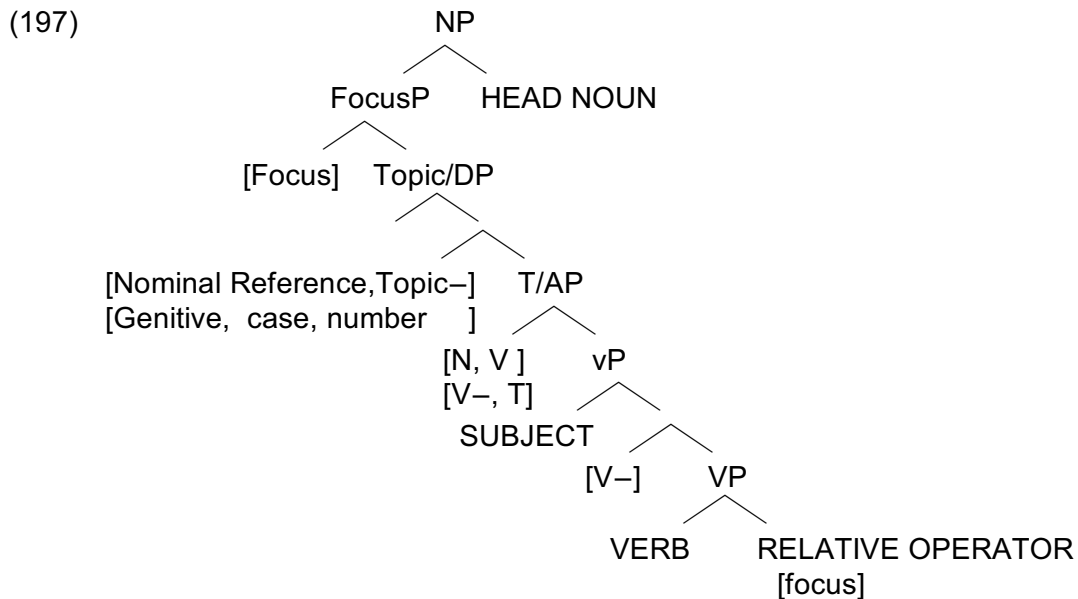 (197) NP
FocusP HEAD NOUN
[Focus] Topic/DP
[Nominal Reference,Topic–] T/AP
[Genitive, case, number ]
[N, V ] vP
[V–, T]
SUBJECT
[V–] VP
VERB RELATIVE OPERATOR
[focus]